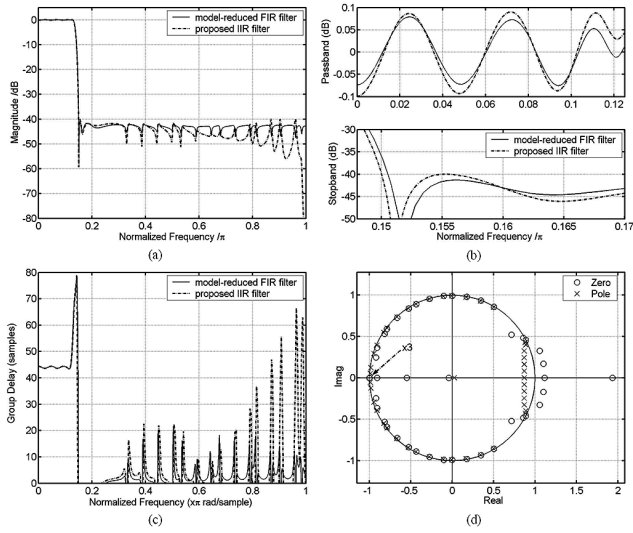 model-reduced FIR filter
proposed IIR filter
Magnitude /dB
0
-10
-20
-30
-40
-50
-60
-70
-80
0 0.2 0.4 0.6 0.8 1
Normalized Frequency /π
(a)
model-reduced FIR filter
proposed IIR filter
Passband (dB)
0.1
0.05
0
0.05
0.1
0 0.02 0.04 0.06 0.08 0.1 0.12
model-reduced FIR filter
proposed IIR filter
Stopband (dB)
-30
-35
-40
-45
-50
0.15 0.155 0.16 0.165 0.17
Normalized Frequency /π
(b)
model-reduced FIR filter
proposed IIR filter
Group Delay (samples)
80
70
60
50
40
30
20
10
0
0 0.2 0.4 0.6 0.8 1
Normalized Frequency (xπ rad/sample)
(c)
Zero
Pole
x3
Imag
1
0.5
0
-0.5
-1
-1 -0.5 0 0.5 1 1.5 2
Real
(d)